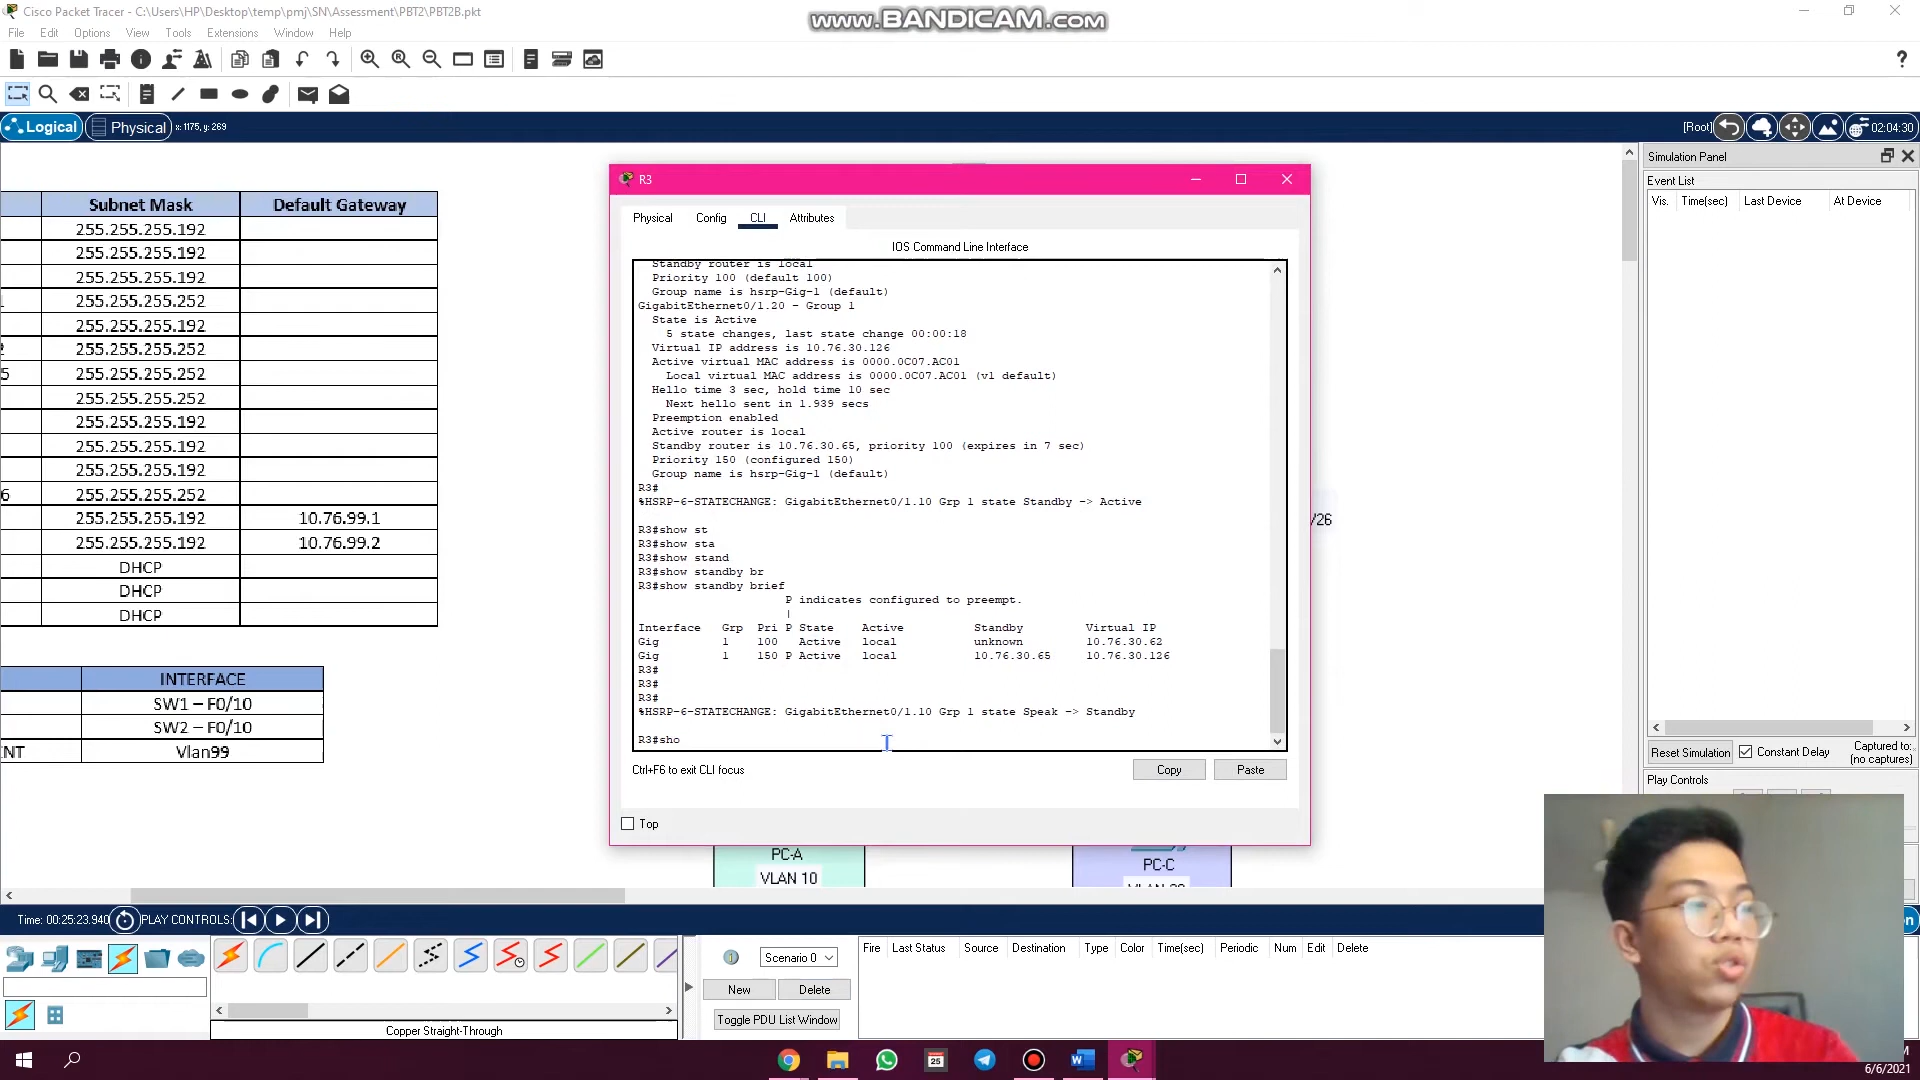 Cisco Packet Tracer - C:\Users\HP\Desktop\temp\pmj\SN\Assessment\PBT2\PBT2B.pkt
www.BANDICAM.com
File Edit Options View Tools Extensions Window Help
?
Logical Physical x: 1175, y: 269
[Root] 02:04:30
Subnet Mask Default Gateway
255.255.255.192
255.255.255.192
255.255.255.192
255.255.255.252
255.255.255.192
255.255.255.252
5 255.255.255.192
255.255.255.252
255.255.255.192
255.255.255.192
255.255.255.192
6 255.255.255.252
255.255.255.192 10.76.99.1
255.255.255.192 10.76.99.2
DHCP
DHCP
DHCP
INTERFACE
SW1 – F0/10
SW2 – F0/10
NT Vlan99
R3
Physical Config CLI Attributes
IOS Command Line Interface
Standby router is local
Priority 100 (default 100)
Group name is hsrp-Gig-1 (default)
GigabitEthernet0/1.20 - Group 1
State is Active
5 state changes, last state change 00:00:18
Virtual IP address is 10.76.30.126
Active virtual MAC address is 0000.0C07.AC01
Local virtual MAC address is 0000.0C07.AC01 (v1 default)
Hello time 3 sec, hold time 10 sec
Next hello sent in 1.939 secs
Preemption enabled
Active router is local
Standby router is 10.76.30.65, priority 100 (expires in 7 sec)
Priority 150 (configured 150)
Group name is hsrp-Gig-1 (default)
R3#
%HSRP-6-STATECHANGE: GigabitEthernet0/1.10 Grp 1 state Standby -> Active
R3#show st
R3#show sta
R3#show stand
R3#show standby br
R3#show standby brief
P indicates configured to preempt.
|
Interface Grp Pri P State Active Standby Virtual IP
Gig 1 100 Active local unknown 10.76.30.62
Gig 1 150 P Active local 10.76.30.65 10.76.30.126
R3#
R3#
R3#
%HSRP-6-STATECHANGE: GigabitEthernet0/1.10 Grp 1 state Speak -> Standby
R3#sho
Ctrl+F6 to exit CLI focus
Copy Paste
Top
/26
PC-A
VLAN 10
PC-C
Simulation Panel
Event List
Vis. Time(sec) Last Device At Device
Reset Simulation Constant Delay Captured to:
(no captures)
Play Controls
Time: 00:25:23.940 PLAY CONTROLS:
Scenario 0
New Delete
Toggle PDU List Window
Fire Last Status Source Destination Type Color Time(sec) Periodic Num Edit Delete
Copper Straight-Through
25
6/6/2021